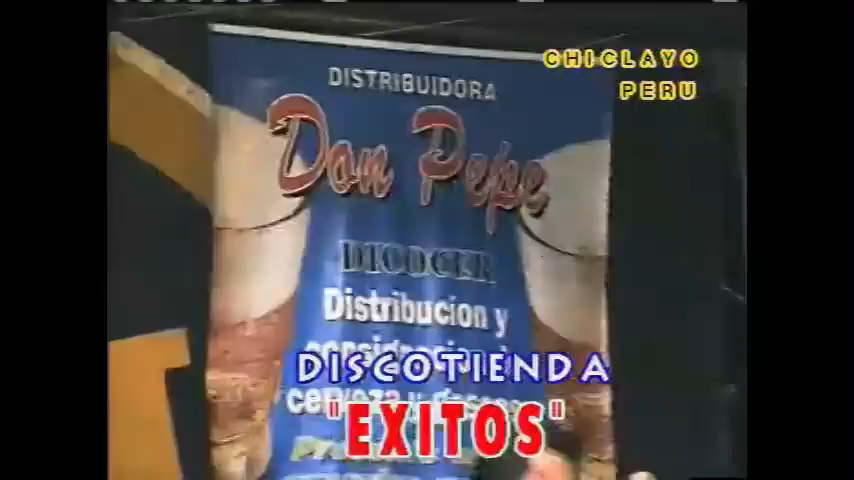 CHICLAYO
PERU
DISTRIBUIDORA
Don Pepe
DIODCER
Distribucion y
DISCOTIENDA
"EXITOS"